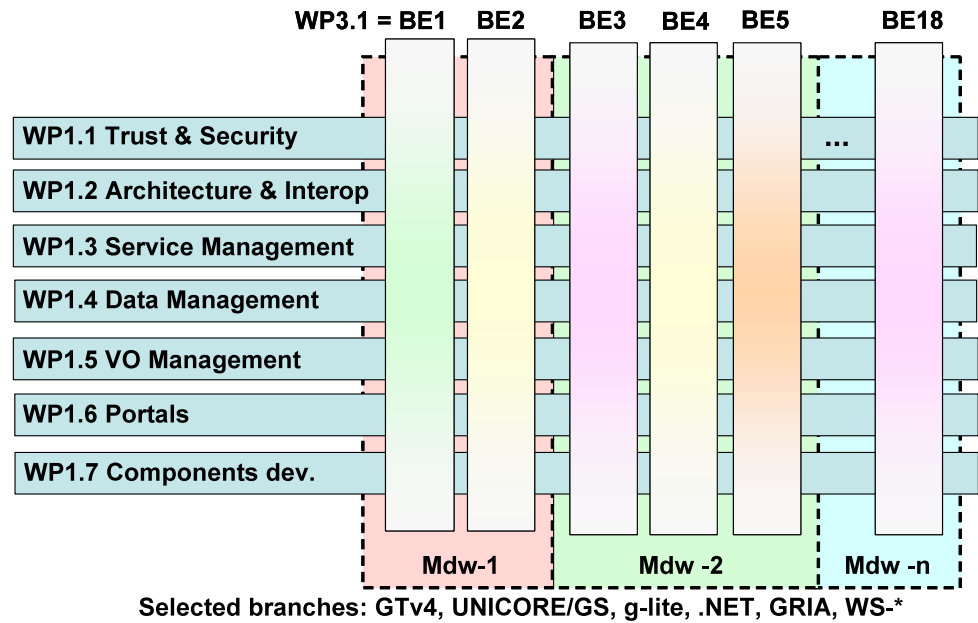 WP3.1 = BE1 BE2 BE3 BE4 BE5 BE18
WP1.1 Trust & Security ...
WP1.2 Architecture & Interop
WP1.3 Service Management
WP1.4 Data Management
WP1.5 VO Management
WP1.6 Portals
WP1.7 Components dev.
Mdw-1 Mdw -2 Mdw -n
Selected branches: GTv4, UNICORE/GS, g-lite, .NET, GRIA, WS-*